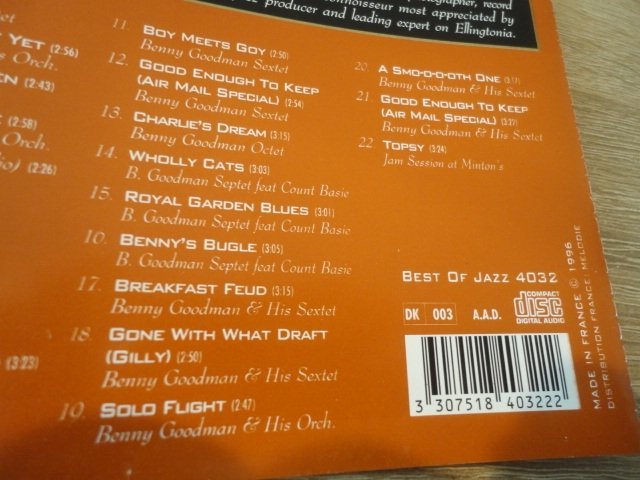 tographer, record
connoisseur most appreciated by
producer and leading expert on Ellingtonia.
YET (2:56)
Orch.
EN (2:43)
E (2:58)
io) (2:26)
(3:23)
11. BOY MEETS GOY (2:50)
Benny Goodman Sextet
12. GOOD ENOUGH TO KEEP
(AIR MAIL SPECIAL) (2:54)
Benny Goodman Sextet
13. CHARLIE'S DREAM (3:15)
Benny Goodman Octet
14. WHOLLY CATS (3:03)
B. Goodman Septet feat Count Basie
15. ROYAL GARDEN BLUES (3:01)
B. Goodman Septet feat Count Basie
16. BENNY'S BUGLE (3:05)
B. Goodman Septet feat Count Basie
17. BREAKFAST FEUD (3:15)
Benny Goodman & His Sextet
18. GONE WITH WHAT DRAFT
(GILLY) (2:50)
Benny Goodman & His Sextet
19. SOLO FLIGHT (2:47)
Benny Goodman & His Orch.
20. A SMO-O-O-OTH ONE
Benny Goodman & His Sextet
21. GOOD ENOUGH TO KEEP
(AIR MAIL SPECIAL) (3:27)
Benny Goodman & His Sextet
22. TOPSY (3:24)
Jam Session at Minton's
BEST OF JAZZ 4032
DK 003 A.A.D. COMPACT
disc
DIGITAL AUDIO
3 307518 403222
MADE IN FRANCE © 1996
DISTRIBUTION FRANCE: MELODIE